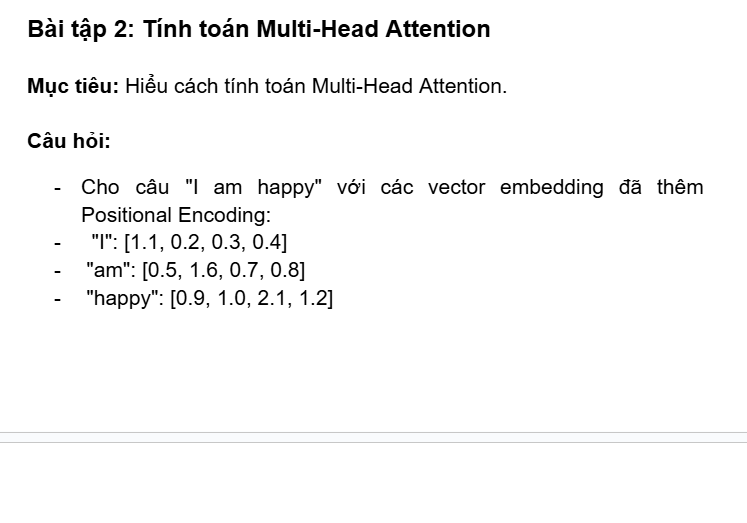 Bài tập 2: Tính toán Multi-Head Attention
Mục tiêu: Hiểu cách tính toán Multi-Head Attention.
Câu hỏi:
- Cho câu "I am happy" với các vector embedding đã thêm
Positional Encoding:
- "I": [1.1, 0.2, 0.3, 0.4]
- "am": [0.5, 1.6, 0.7, 0.8]
- "happy": [0.9, 1.0, 2.1, 1.2]